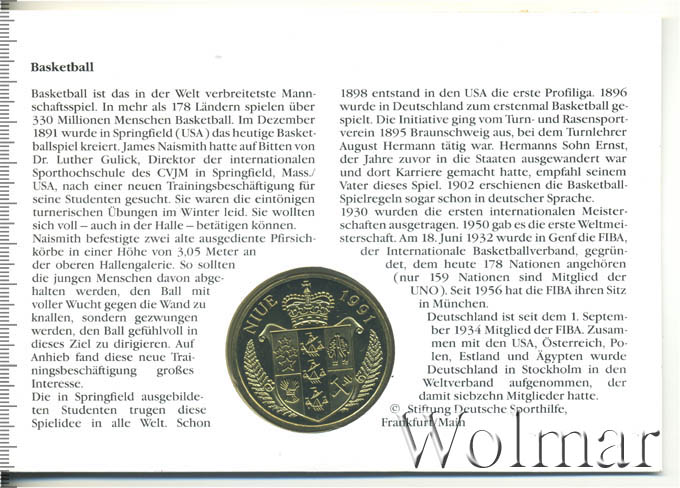 Basketball
Basketball ist das in der Welt verbreitetste Mann-
schaftsspiel. In mehr als 178 Ländern spielen über
330 Millionen Menschen Basketball. Im Dezember
1891 wurde in Springfield (USA) das heutige Basket-
ballspiel kreiert. James Naismith hatte auf Bitten von
Dr. Luther Gulick, Direktor der internationalen
Sporthochschule des CVJM in Springfield, Mass./
USA, nach einer neuen Trainingsbeschäftigung für
seine Studenten gesucht. Sie waren die eintönigen
turnerischen Übungen im Winter leid. Sie wollten
sich voll – auch in der Halle – betätigen können.
Naismith befestigte zwei alte ausgediente Pfirsich-
körbe in einer Höhe von 3,05 Meter an
der oberen Hallengalerie. So sollten
die jungen Menschen davon abge-
halten werden, den Ball mit
voller Wucht gegen die Wand zu
knallen, sondern gezwungen
werden, den Ball gefühlvoll in
dieses Ziel zu dirigieren. Auf
Anhieb fand diese neue Trai-
ningsbeschäftigung großes
Interesse.
Die in Springfield ausgebilde-
ten Studenten trugen diese
Spielidee in alle Welt. Schon
1898 entstand in den USA die erste Profiliga. 1896
wurde in Deutschland zum erstenmal Basketball ge-
spielt. Die Initiative ging vom Turn- und Rasensport-
verein 1895 Braunschweig aus, bei dem Turnlehrer
August Hermann tätig war. Hermanns Sohn Ernst,
der Jahre zuvor in die Staaten ausgewandert war
und dort Karriere gemacht hatte, empfahl seinem
Vater dieses Spiel. 1902 erschienen die Basketball-
Spielregeln sogar schon in deutscher Sprache.
1930 wurden die ersten internationalen Meister-
schaften ausgetragen. 1950 gab es die erste Weltmei-
sterschaft. Am 18. Juni 1932 wurde in Genf die FIBA,
der Internationale Basketballverband, gegrün-
det, dem heute 178 Nationen angehören
(nur 159 Nationen sind Mitglied der
UNO). Seit 1956 hat die FIBA ihren Sitz
in München.
Deutschland ist seit dem 1. Septem-
ber 1934 Mitglied der FIBA. Zusam-
men mit den USA, Österreich, Po-
len, Estland und Ägypten wurde
Deutschland in Stockholm in den
Weltverband aufgenommen, der
damit siebzehn Mitglieder hatte.
© Stiftung Deutsche Sporthilfe,
Frankfurt/Main
NIUE 1991
Wolmar